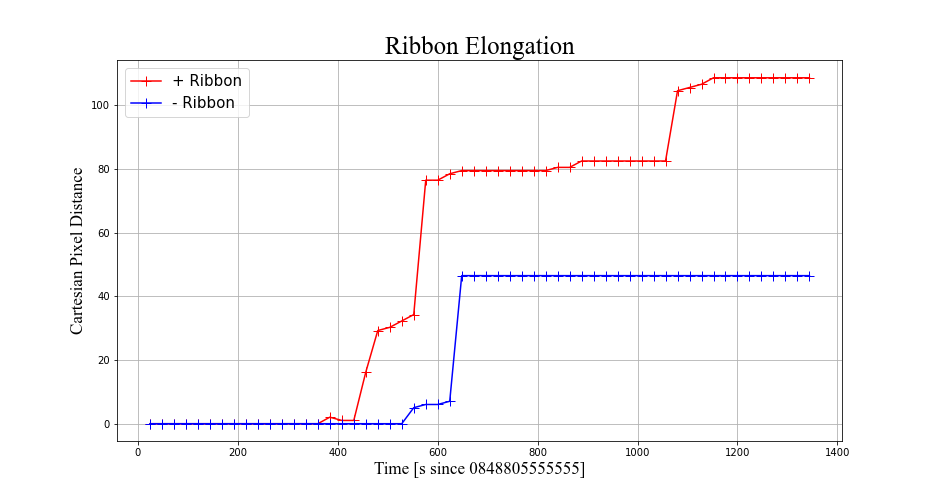 Ribbon Elongation
+ Ribbon
- Ribbon
Cartesian Pixel Distance
100
80
60
40
20
0
0 200 400 600 800 1000 1200 1400
Time [s since 0848805555555]